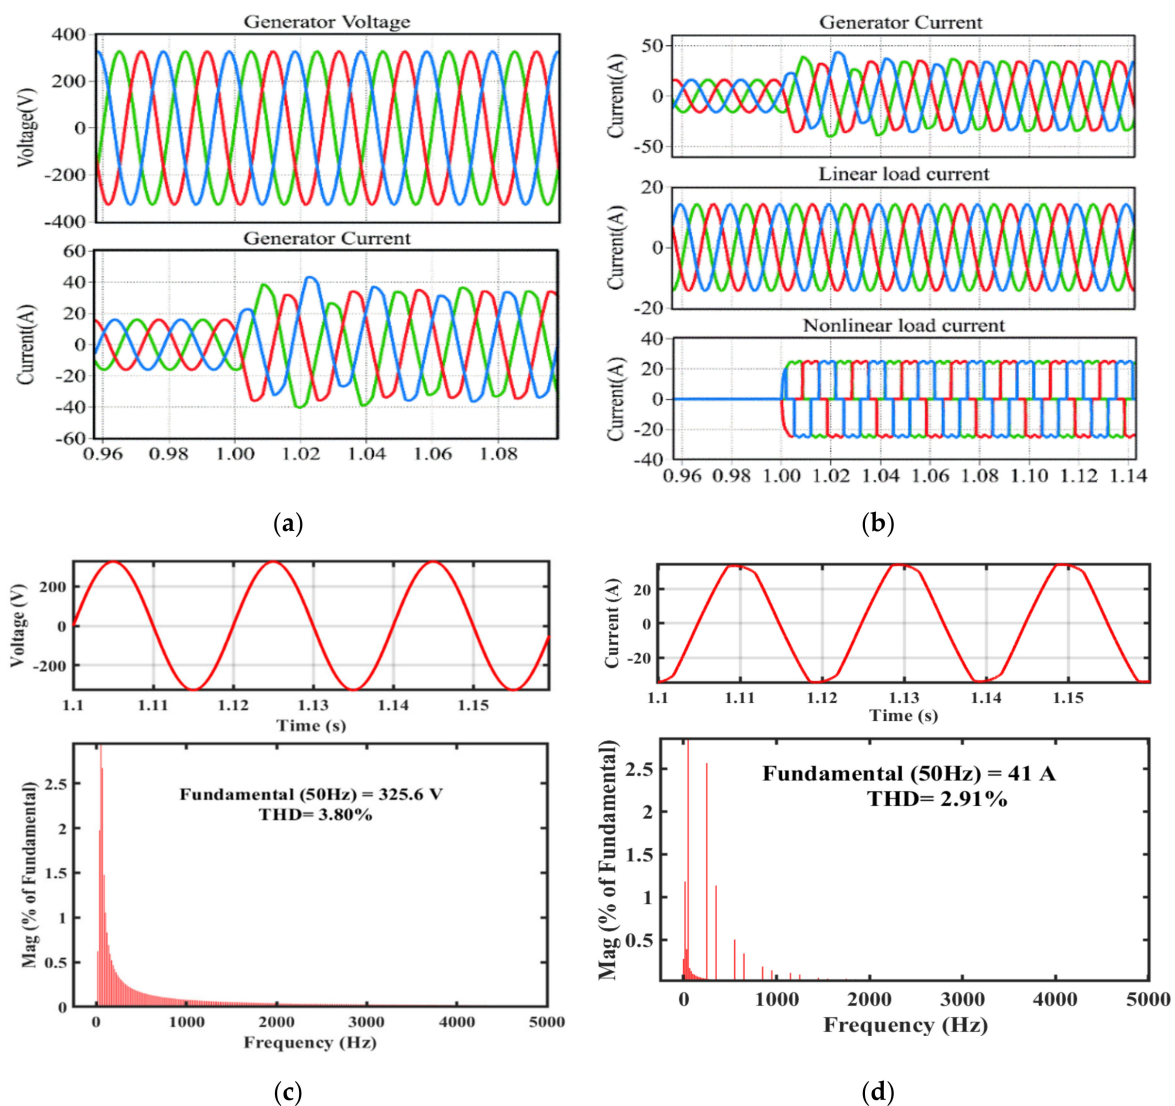 Generator Voltage
400
200
0
-200
-400
Voltage(V)
Generator Current
60
40
20
0
-20
-40
-60
Current(A)
0.96 0.98 1.00 1.02 1.04 1.06 1.08
(a)
Generator Current
50
0
-50
Current(A)
Linear load current
20
0
-20
Current(A)
Nonlinear load current
40
20
0
-20
-40
Current(A)
0.96 0.98 1.00 1.02 1.04 1.06 1.08 1.10 1.12 1.14
(b)
200
0
-200
Voltage (V)
1.1 1.11 1.12 1.13 1.14 1.15
Time (s)
Fundamental (50Hz) = 325.6 V
THD= 3.80%
2.5
2
1.5
1
0.5
0
Mag (% of Fundamental)
0 1000 2000 3000 4000 5000
Frequency (Hz)
(c)
20
0
-20
Current (A)
1.1 1.11 1.12 1.13 1.14 1.15
Time (s)
Fundamental (50Hz) = 41 A
THD= 2.91%
2.5
2
1.5
1
0.5
Mag (% of Fundamental)
0 1000 2000 3000 4000 5000
Frequency (Hz)
(d)